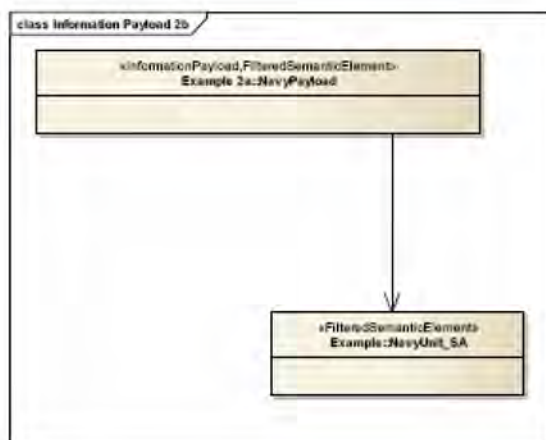 class Information Payload 2b
«InformationPayload,FilteredSemanticElement»
Example 2a::NavyPayload
«FilteredSemanticElement»
Example::NavyUnit_SA